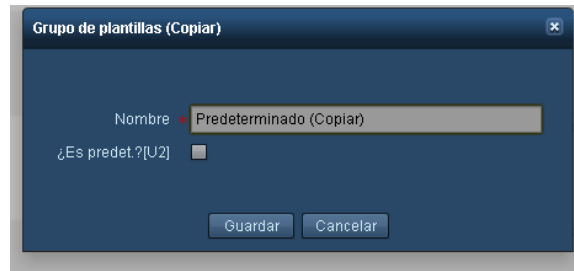 Grupo de plantillas (Copiar)
Nombre * Predeterminado (Copiar)
¿Es predet.?[U2]
Guardar Cancelar